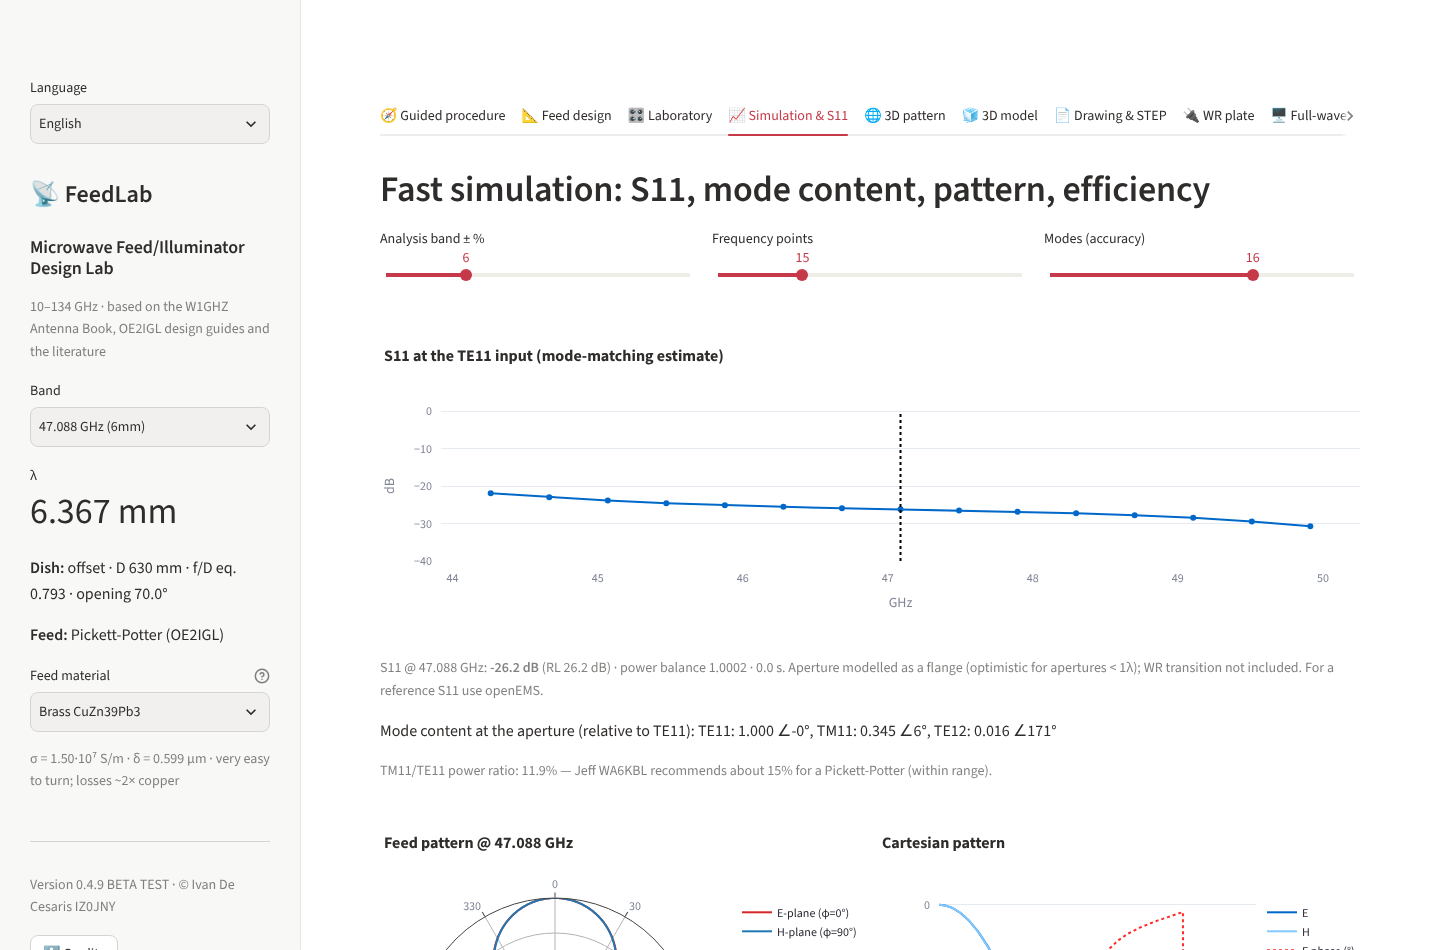 Language
English
FeedLab
Microwave Feed/Illuminator
Design Lab
10–134 GHz · based on the W1GHZ
Antenna Book, OE2IGL design guides and
the literature
Band
47.088 GHz (6mm)
λ
6.367 mm
Dish: offset · D 630 mm · f/D eq.
0.793 · opening 70.0°
Feed: Pickett-Potter (OE2IGL)
Feed material
Brass CuZn39Pb3
σ = 1.50·10⁷ S/m · δ = 0.599 µm · very easy
to turn; losses ~2× copper
Version 0.4.9 BETA TEST · © Ivan De
Cesaris IZ0JNY
Guided procedure Feed design Laboratory Simulation & S11 3D pattern 3D model Drawing & STEP WR plate Full-wave
Fast simulation: S11, mode content, pattern, efficiency
Analysis band ± % Frequency points Modes (accuracy)
6 15 16
S11 at the TE11 input (mode-matching estimate)
0
−10
−20
−30
−40
dB
44 45 46 47 48 49 50
GHz
S11 @ 47.088 GHz: -26.2 dB (RL 26.2 dB) · power balance 1.0002 · 0.0 s. Aperture modelled as a flange (optimistic for apertures < 1λ); WR transition not included. For a
reference S11 use openEMS.
Mode content at the aperture (relative to TE11): TE11: 1.000 ∠-0°, TM11: 0.345 ∠6°, TE12: 0.016 ∠171°
TM11/TE11 power ratio: 11.9% — Jeff WA6KBL recommends about 15% for a Pickett-Potter (within range).
Feed pattern @ 47.088 GHz Cartesian pattern
0
330 30
E-plane (ϕ=0°)
H-plane (ϕ=90°)
0
E
H